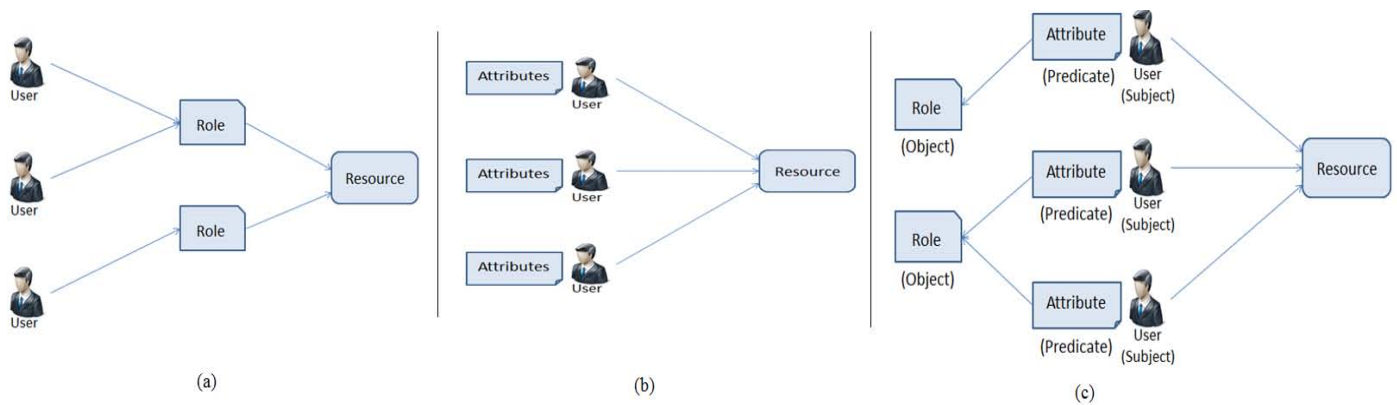 User
User
User
Role
Role
Resource
(a)
Attributes
User
Attributes
User
Attributes
User
Resource
(b)
Role
(Object)
Role
(Object)
Attribute
(Predicate)
User
(Subject)
Attribute
(Predicate)
User
(Subject)
Attribute
(Predicate)
User
(Subject)
Resource
(c)